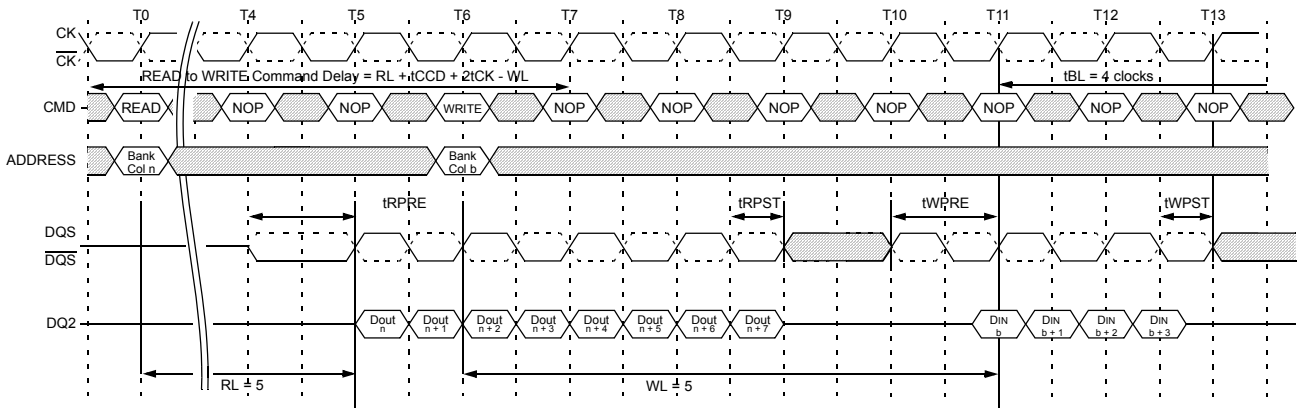 T0 T4 T5 T6 T7 T8 T9 T10 T11 T12 T13
CK
CK
READ to WRITE Command Delay = RL + tCCD + 2tCK - WL
tBL = 4 clocks
CMD READ NOP NOP WRITE NOP NOP NOP NOP NOP NOP NOP
ADDRESS
Bank Bank
Col n Col b
tRPRE tRPST tWPRE tWPST
DQS
DQS
DQ2
Dout Dout Dout Dout Dout Dout Dout Dout DIN DIN DIN DIN
n n + 1 n + 2 n + 3 n + 4 n + 5 n + 6 n + 7 b b + 1 b + 2 b + 3
RL = 5 WL = 5